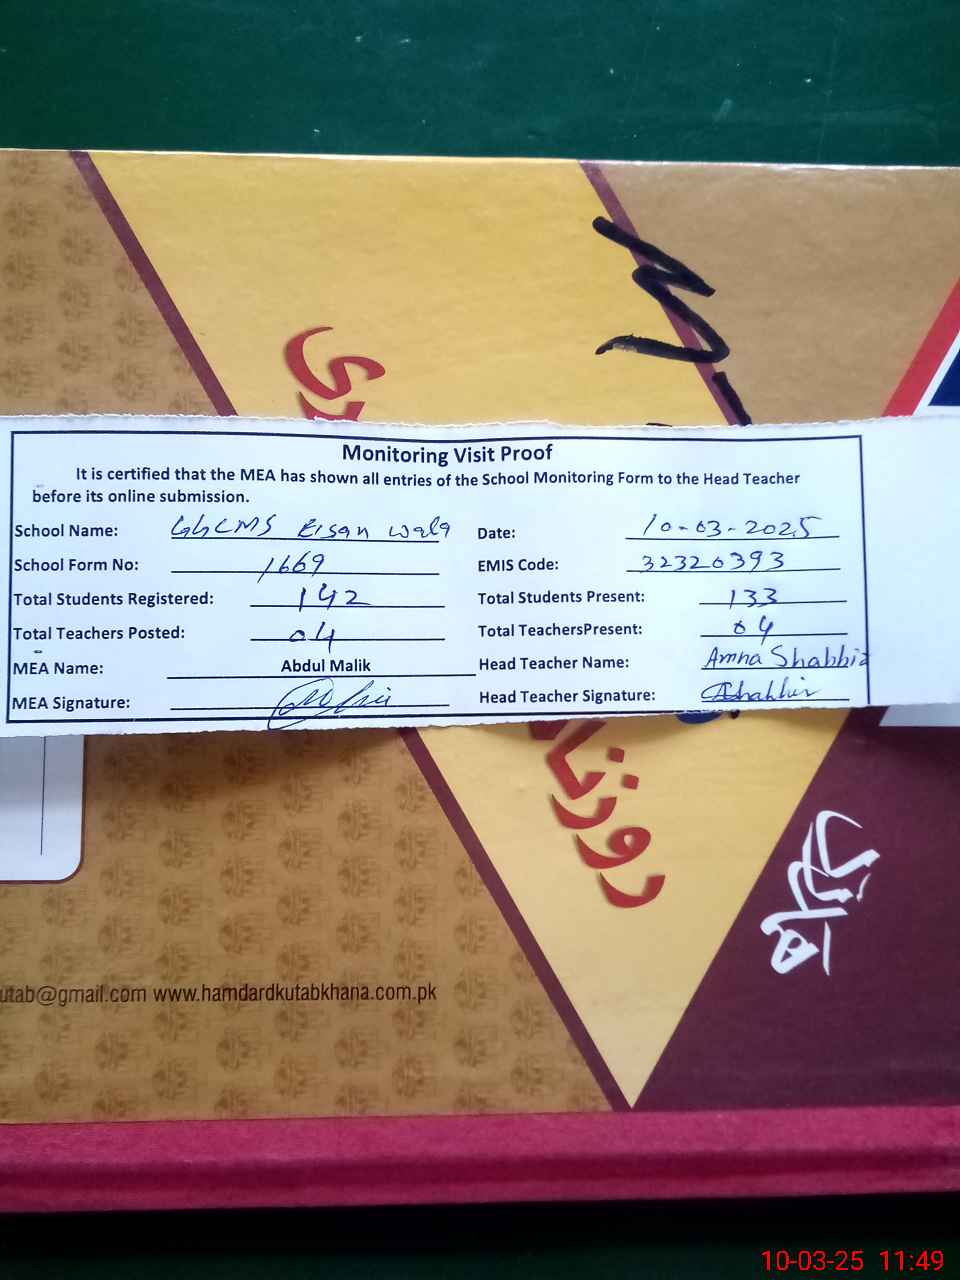 Monitoring Visit Proof
It is certified that the MEA has shown all entries of the School Monitoring Form to the Head Teacher
before its online submission.
School Name: GGCMS Eisan wala Date: 10-03-2025
School Form No: 1669 EMIS Code: 32320393
Total Students Registered: 142 Total Students Present: 133
Total Teachers Posted: 04 Total TeachersPresent: 04
MEA Name: Abdul Malik Head Teacher Name: Amna Shabbir
MEA Signature: Head Teacher Signature: AShabbir
utab@gmail.com www.hamdardkutabkhana.com.pk
10-03-25 11:49